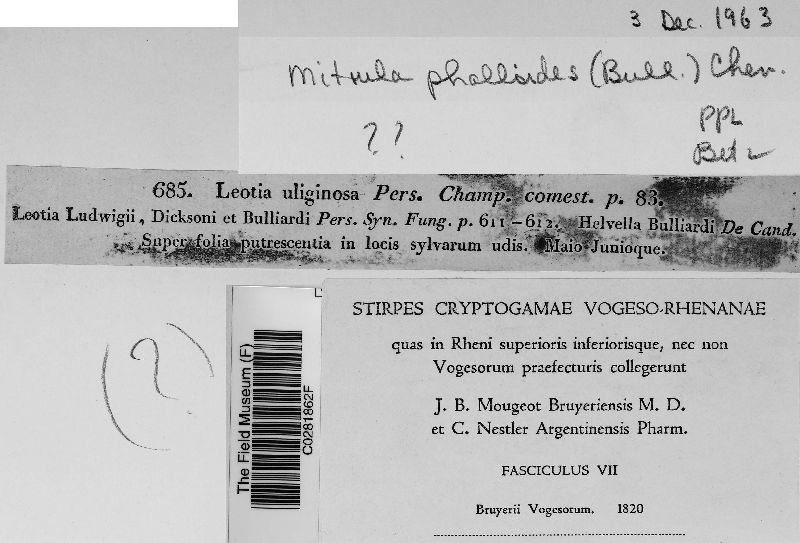 3 Dec. 1963
Mitrula phalloides (Bull.) Chev.
? ?
PPL
685. Leotia uliginosa Pers. Champ. comest. p. 83.
Leotia Ludwigii, Dicksoni et Bulliardi Pers. Syn. Fung. p. 611-612. Helvella Bulliardi De Cand.
Super folia putrescentia in locis sylvarum udis. Maio Junioque.
(?)
The Field Museum (F)
C0281862F
STIRPES CRYPTOGAMAE VOGESO-RHENANAE
quas in Rheni superioris inferiorisque, nec non
Vogesorum praefecturis collegerunt
J. B. Mougeot Bruyeriensis M. D.
et C. Nestler Argentinensis Pharm.
FASCICULUS VII
Bruyerii Vogesorum. 1820